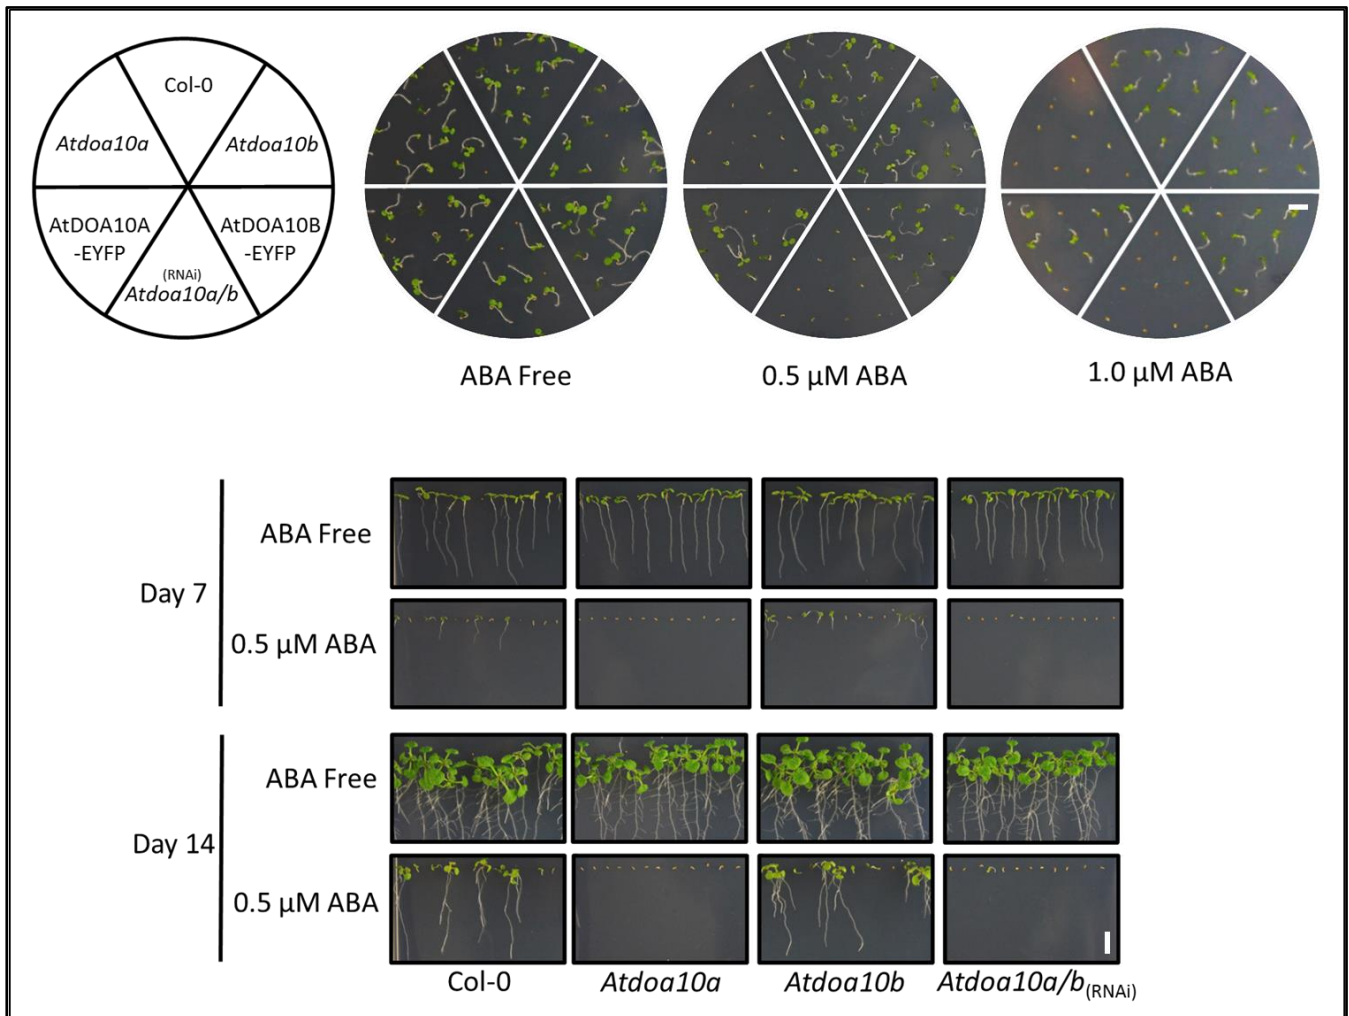 Col-0
Atdoa10a
Atdoa10b
AtDOA10A
-EYFP
AtDOA10B
-EYFP
(RNAi)
Atdoa10a/b
ABA Free
0.5 µM ABA
1.0 µM ABA
Day 7
ABA Free
0.5 µM ABA
Day 14
ABA Free
0.5 µM ABA
Col-0
Atdoa10a
Atdoa10b
Atdoa10a/b(RNAi)